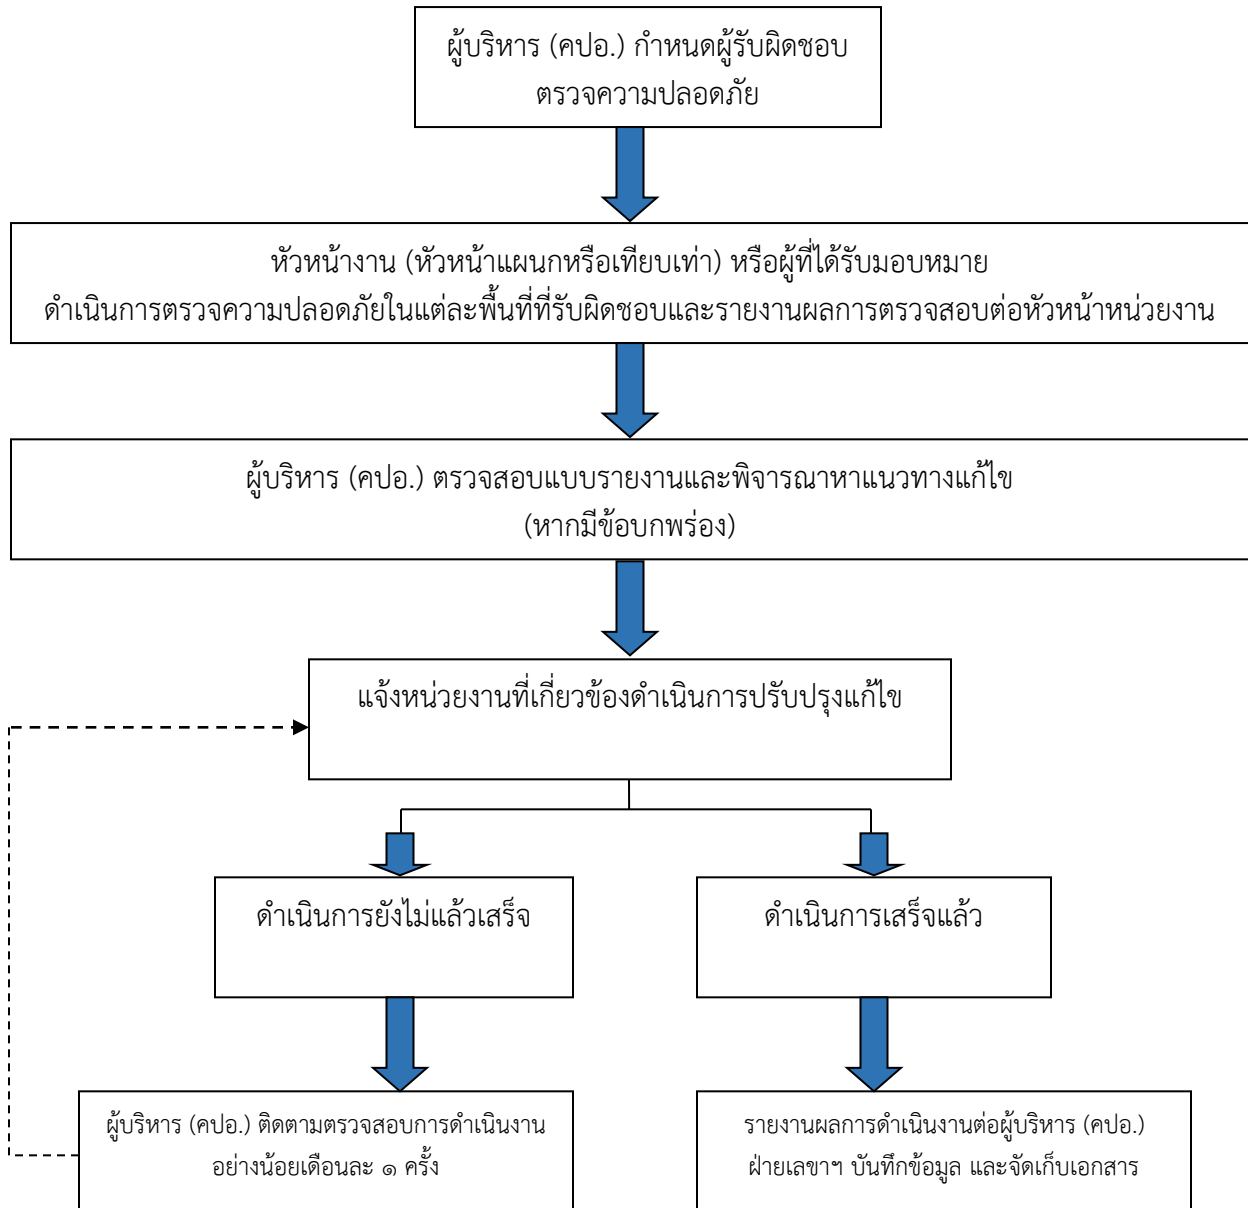 ผู้บริหาร (คปอ.) กำหนดผู้รับผิดชอบ
ตรวจความปลอดภัย
หัวหน้างาน (หัวหน้าแผนกหรือเทียบเท่า) หรือผู้ที่ได้รับมอบหมาย
ดำเนินการตรวจความปลอดภัยในแต่ละพื้นที่ที่รับผิดชอบและรายงานผลการตรวจสอบต่อหัวหน้าหน่วยงาน
ผู้บริหาร (คปอ.) ตรวจสอบแบบรายงานและพิจารณาหาแนวทางแก้ไข
(หากมีข้อบกพร่อง)
แจ้งหน่วยงานที่เกี่ยวข้องดำเนินการปรับปรุงแก้ไข
ดำเนินการยังไม่แล้วเสร็จ
ดำเนินการเสร็จแล้ว
ผู้บริหาร (คปอ.) ติดตามตรวจสอบการดำเนินงาน
อย่างน้อยเดือนละ ๑ ครั้ง
รายงานผลการดำเนินงานต่อผู้บริหาร (คปอ.)
ฝ่ายเลขาฯ บันทึกข้อมูล และจัดเก็บเอกสาร